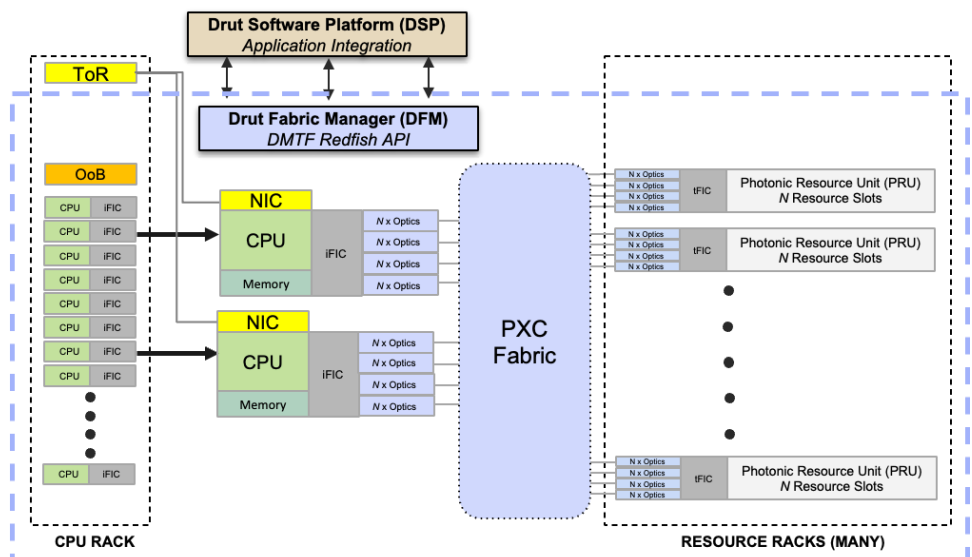 Drut Software Platform (DSP)
Application Integration
ToR
Drut Fabric Manager (DFM)
DMTF Redfish API
OoB
CPU iFIC
CPU iFIC
CPU iFIC
CPU iFIC
CPU iFIC
CPU iFIC
CPU iFIC
CPU iFIC
CPU iFIC
CPU RACK
NIC
CPU
Memory
iFIC
N x Optics
N x Optics
N x Optics
N x Optics
NIC
CPU
Memory
iFIC
N x Optics
N x Optics
N x Optics
N x Optics
PXC
Fabric
N x Optics
N x Optics
N x Optics
N x Optics
tFIC
Photonic Resource Unit (PRU)
N Resource Slots
N x Optics
N x Optics
N x Optics
N x Optics
tFIC
Photonic Resource Unit (PRU)
N Resource Slots
N x Optics
N x Optics
N x Optics
N x Optics
tFIC
Photonic Resource Unit (PRU)
N Resource Slots
RESOURCE RACKS (MANY)